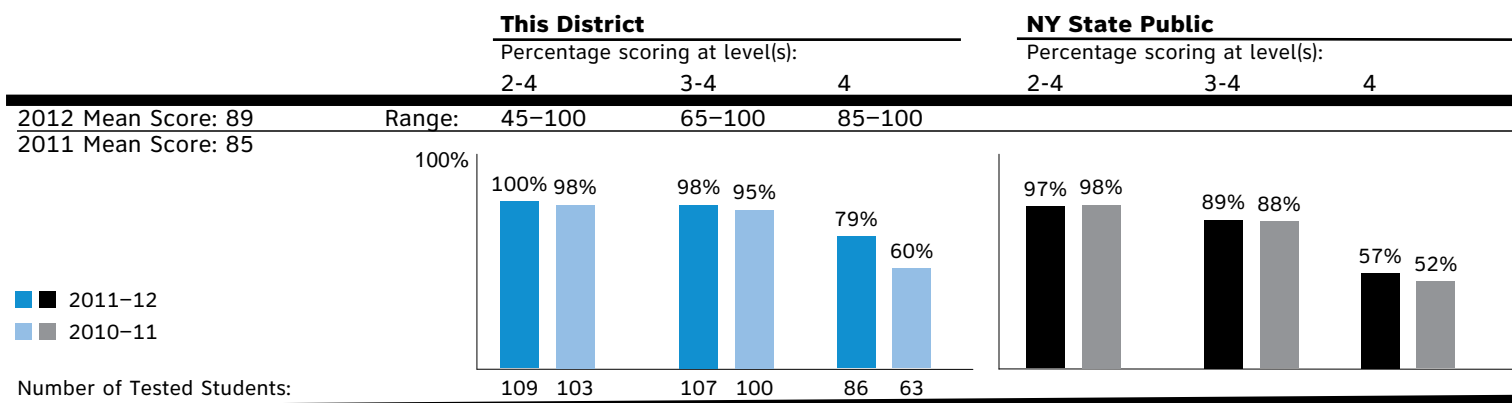 This District NY State Public
Percentage scoring at level(s): Percentage scoring at level(s):
2-4 3-4 4 2-4 3-4 4
2012 Mean Score: 89 Range: 45–100 65–100 85–100
2011 Mean Score: 85
100%
100% 98% 98% 95% 79% 60% 97% 98% 89% 88% 57% 52%
2011–12
2010–11
Number of Tested Students: 109 103 107 100 86 63